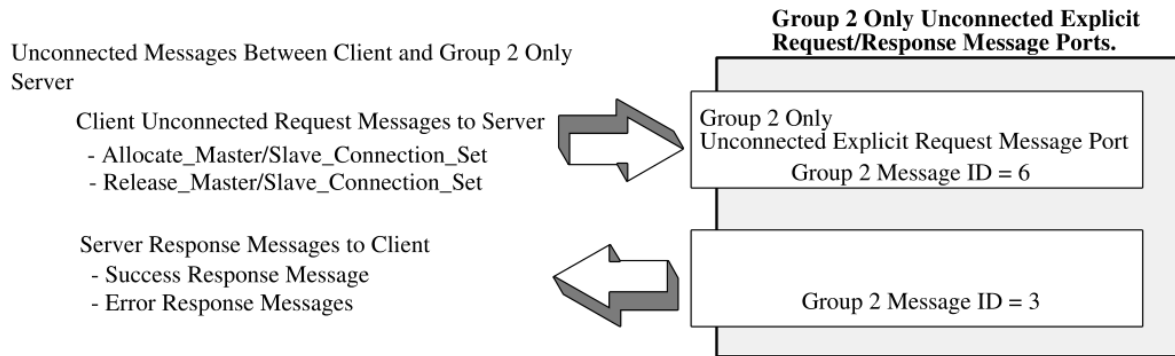 Group 2 Only Unconnected Explicit
Request/Response Message Ports.
Unconnected Messages Between Client and Group 2 Only
Server
Client Unconnected Request Messages to Server
- Allocate_Master/Slave_Connection_Set
- Release_Master/Slave_Connection_Set
Group 2 Only
Unconnected Explicit Request Message Port
Group 2 Message ID = 6
Server Response Messages to Client
- Success Response Message
- Error Response Messages
Group 2 Message ID = 3